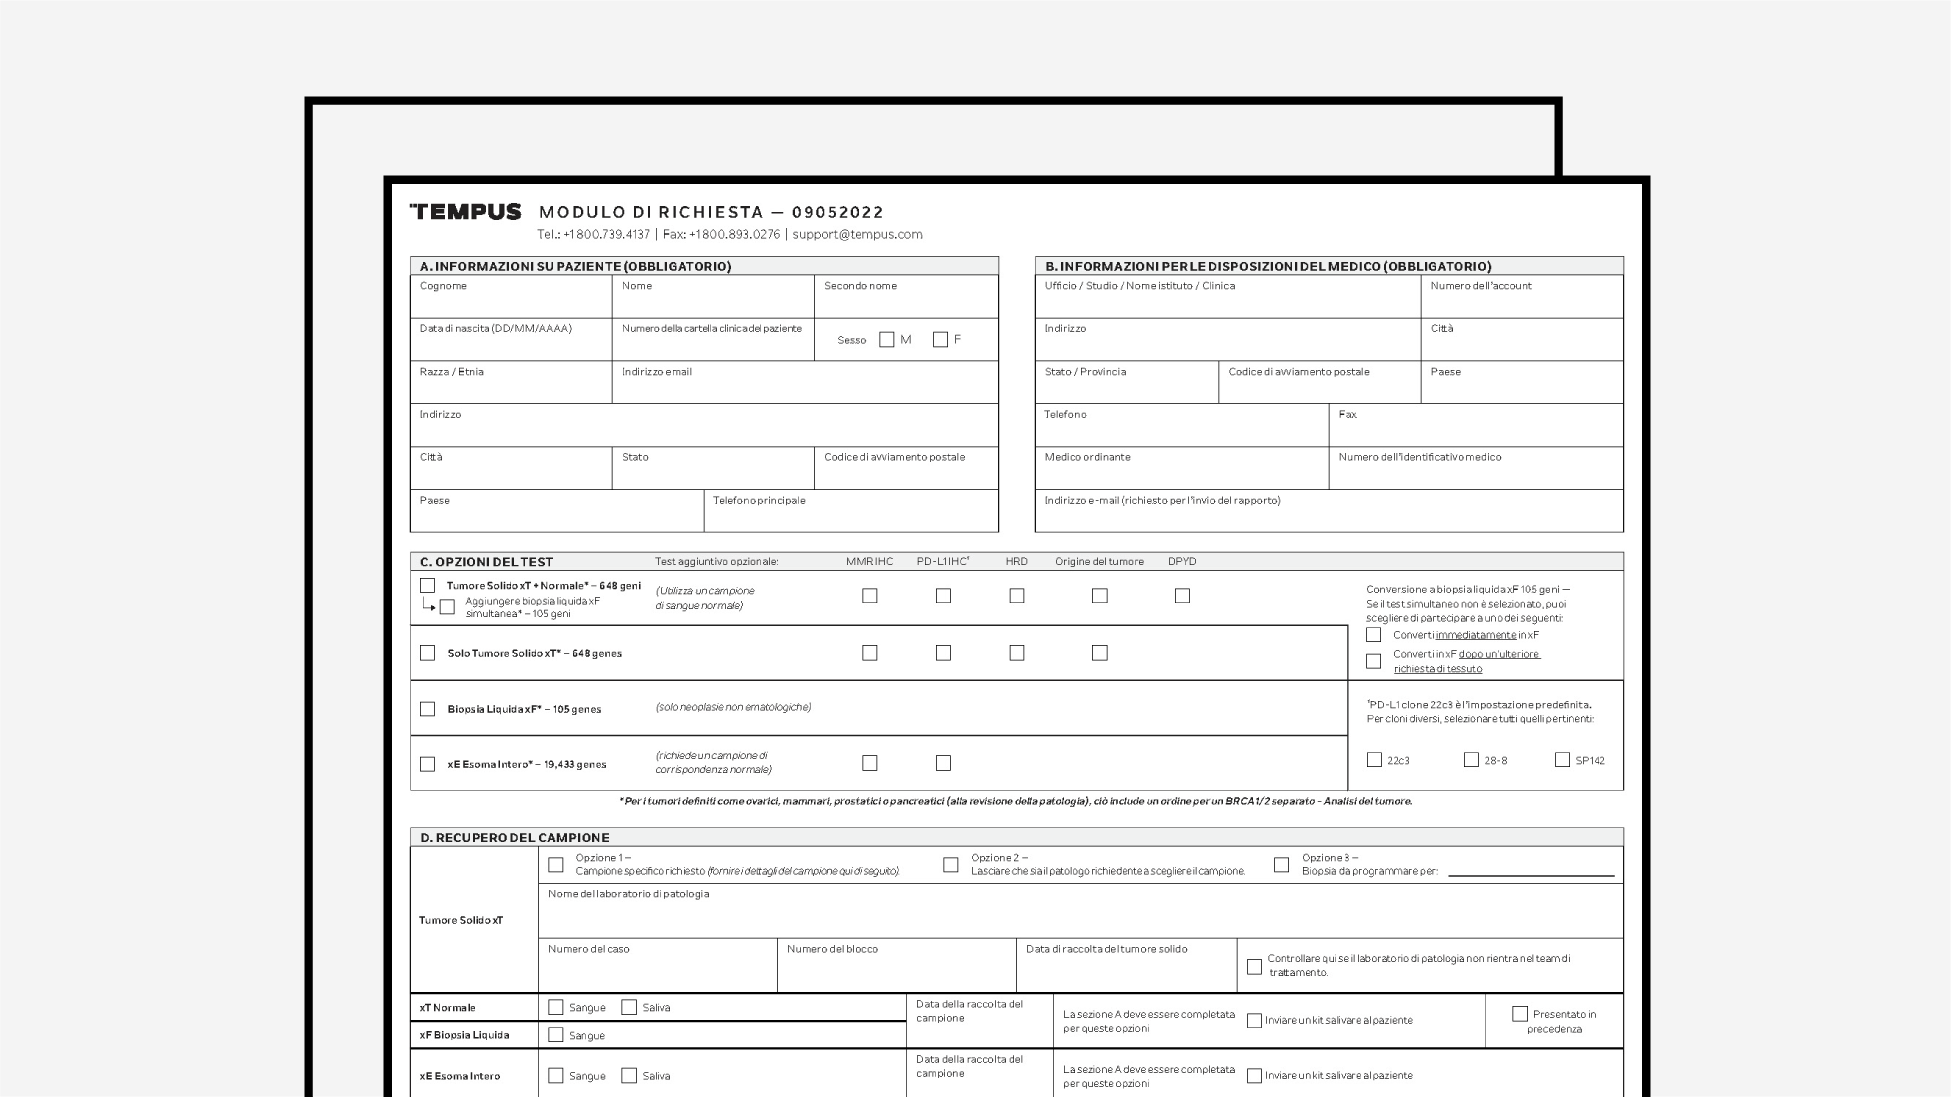 TEMPUS MODULO DI RICHIESTA — 09052022
Tel.: +1 800.739.4137 | Fax: +1 800.893.0276 | support@tempus.com
A. INFORMAZIONI SU PAZIENTE (OBBLIGATORIO)
Cognome Nome Secondo nome
Data di nascita (DD/MM/AAAA) Numero della cartella clinica del paziente Sesso M F
Razza / Etnia Indirizzo email
Indirizzo
Città Stato Codice di avviamento postale
Paese Telefono principale
B. INFORMAZIONI PER LE DISPOSIZIONI DEL MEDICO (OBBLIGATORIO)
Ufficio / Studio / Nome istituto / Clinica Numero dell'account
Indirizzo Città
Stato / Provincia Codice di avviamento postale Paese
Telefono Fax
Medico ordinante Numero dell'identificativo medico
Indirizzo e-mail (richiesto per l'invio del rapporto)
C. OPZIONI DEL TEST Test aggiuntivo opzionale: MMR IHC PD-L1 IHC† HRD Origine del tumore DPYD
Tumore Solido xT + Normale* – 648 geni
Aggiungere biopsia liquida xF
simultanea* – 105 geni
(Utilizza un campione
di sangue normale)
Solo Tumore Solido xT* – 648 genes
Biopsia Liquida xF* – 105 genes (solo neoplasie non ematologiche)
xE Esoma Intero* – 19,433 genes
(richiede un campione di
corrispondenza normale)
Conversione a biopsia liquida xF 105 geni —
Se il test simultaneo non è selezionato, puoi
scegliere di partecipare a uno dei seguenti:
Converti immediatamente in xF
Converti in xF dopo un'ulteriore
richiesta di tessuto
†PD-L1 clone 22c3 è l'impostazione predefinita.
Per cloni diversi, selezionare tutti quelli pertinenti:
22c3 28-8 SP142
*Per i tumori definiti come ovarici, mammari, prostatici o pancreatici (alla revisione della patologia), ciò include un ordine per un BRCA1/2 separato - Analisi del tumore.
D. RECUPERO DEL CAMPIONE
Tumore Solido xT
Opzione 1 –
Campione specifico richiesto (fornire i dettagli del campione qui di seguito).
Opzione 2 –
Lasciare che sia il patologo richiedente a scegliere il campione.
Opzione 3 –
Biopsia da programmare per:
Nome del laboratorio di patologia
Numero del caso Numero del blocco Data di raccolta del tumore solido
Controllare qui se il laboratorio di patologia non rientra nel team di
trattamento.
xT Normale Sangue Saliva
xF Biopsia Liquida Sangue
Data della raccolta del
campione
La sezione A deve essere completata
per queste opzioni
Inviare un kit salivare al paziente
Presentato in
precedenza
xE Esoma Intero Sangue Saliva
Data della raccolta del
campione
La sezione A deve essere completata
per queste opzioni
Inviare un kit salivare al paziente